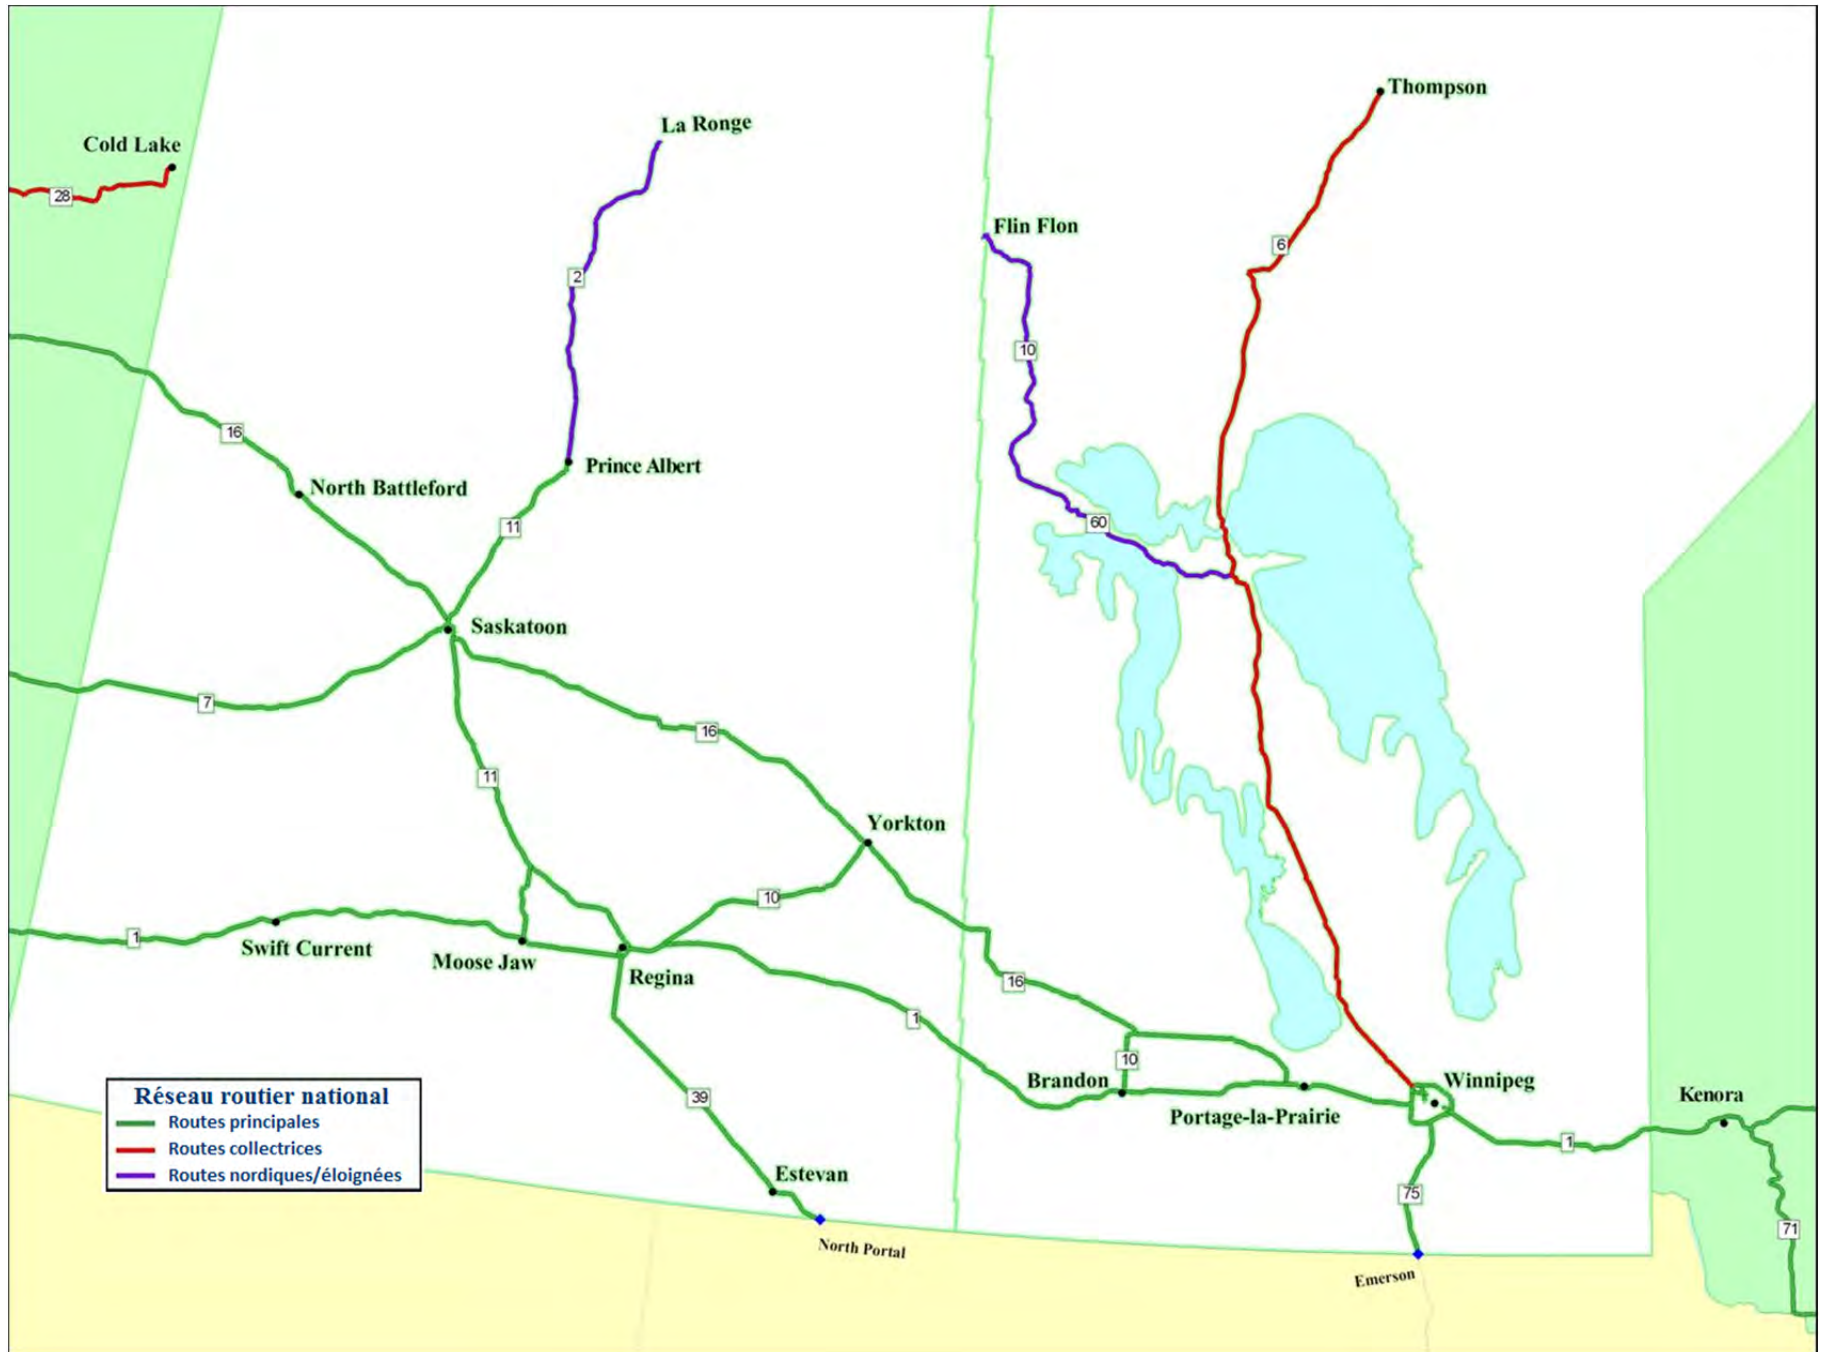 Thompson
La Ronge
Cold Lake
28
Flin Flon
6
2
10
16
Prince Albert
North Battleford
11
60
Saskatoon
7
16
11
Yorkton
10
1
Swift Current
Moose Jaw
Regina
16
1
10
Brandon
Winnipeg
Portage-la-Prairie
Kenora
1
39
Réseau routier national
Routes principales
Routes collectrices
Routes nordiques/éloignées
Estevan
75
71
North Portal
Emerson